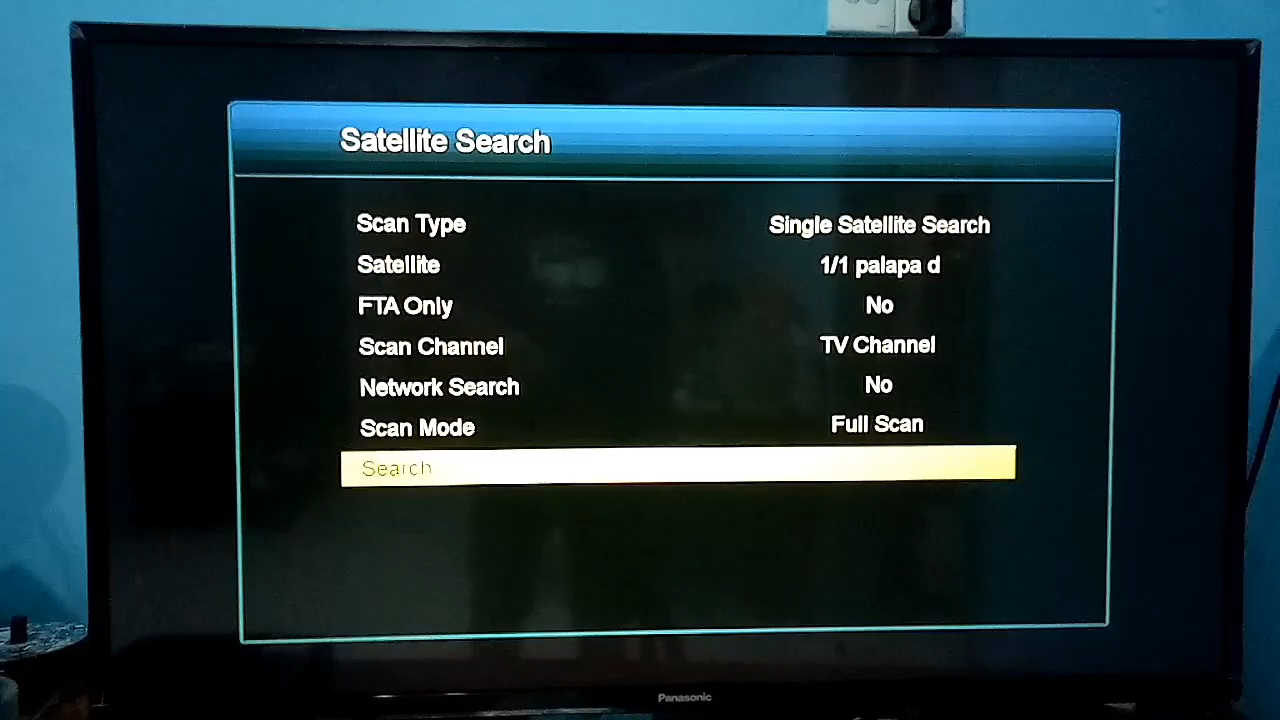 Satellite Search
Scan Type Single Satellite Search
Satellite 1/1 palapa d
FTA Only No
Scan Channel TV Channel
Network Search No
Scan Mode Full Scan
Search
Panasonic